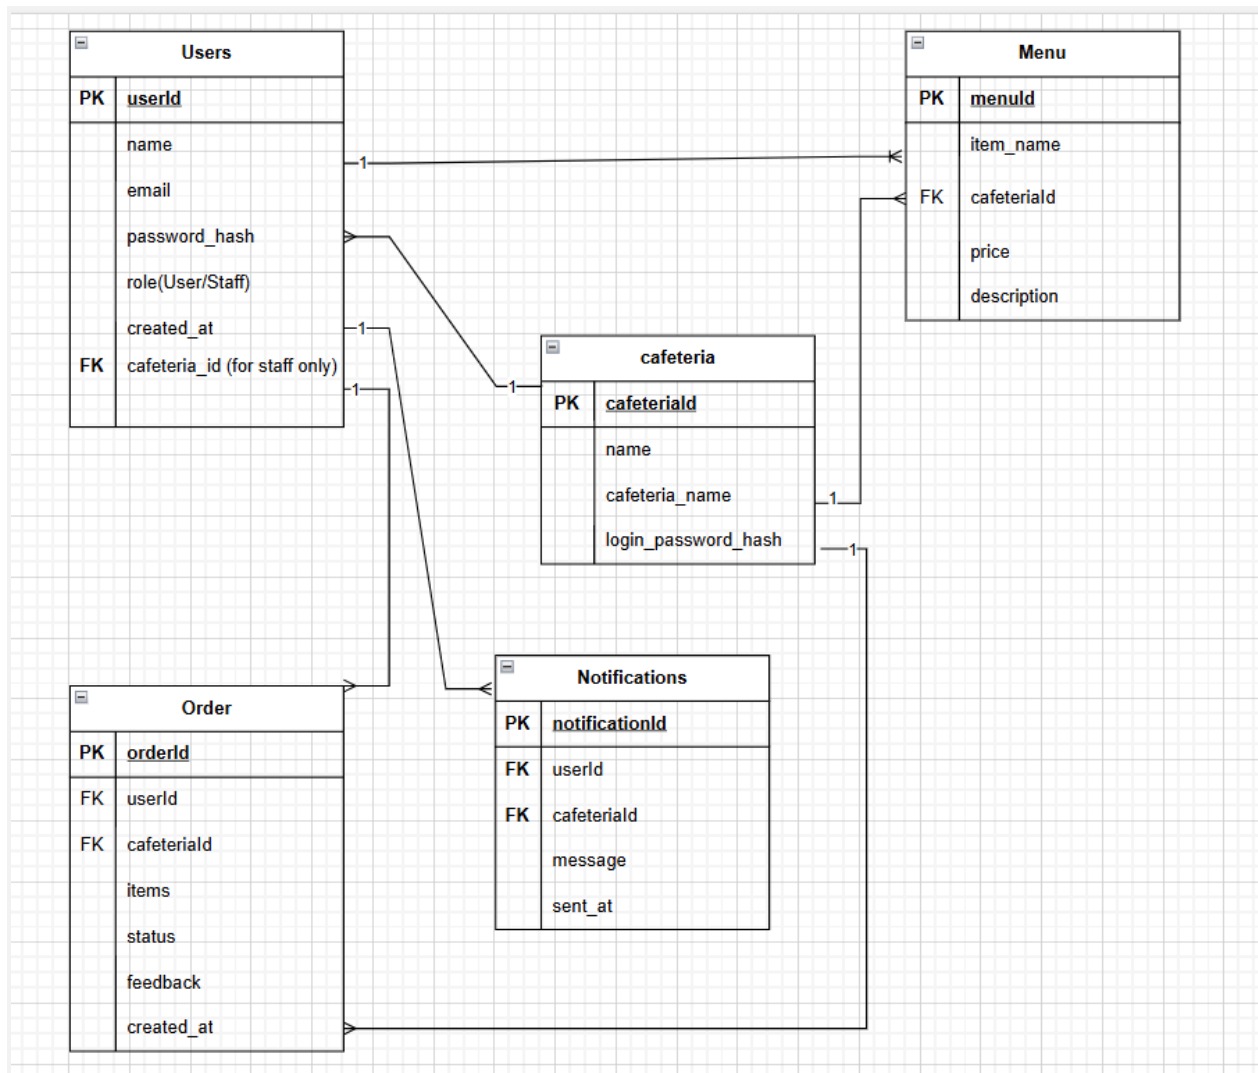 Users
PK userId
name
email
password_hash
role(User/Staff)
created_at
FK cafeteria_id (for staff only)
1
1
1
Menu
PK menuId
item_name
FK cafeteriaId
price
description
cafeteria
PK cafeteriaId
name
cafeteria_name
login_password_hash
1
1
1
Order
PK orderId
FK userId
FK cafeteriaId
items
status
feedback
created_at
Notifications
PK notificationId
FK userId
FK cafeteriaId
message
sent_at